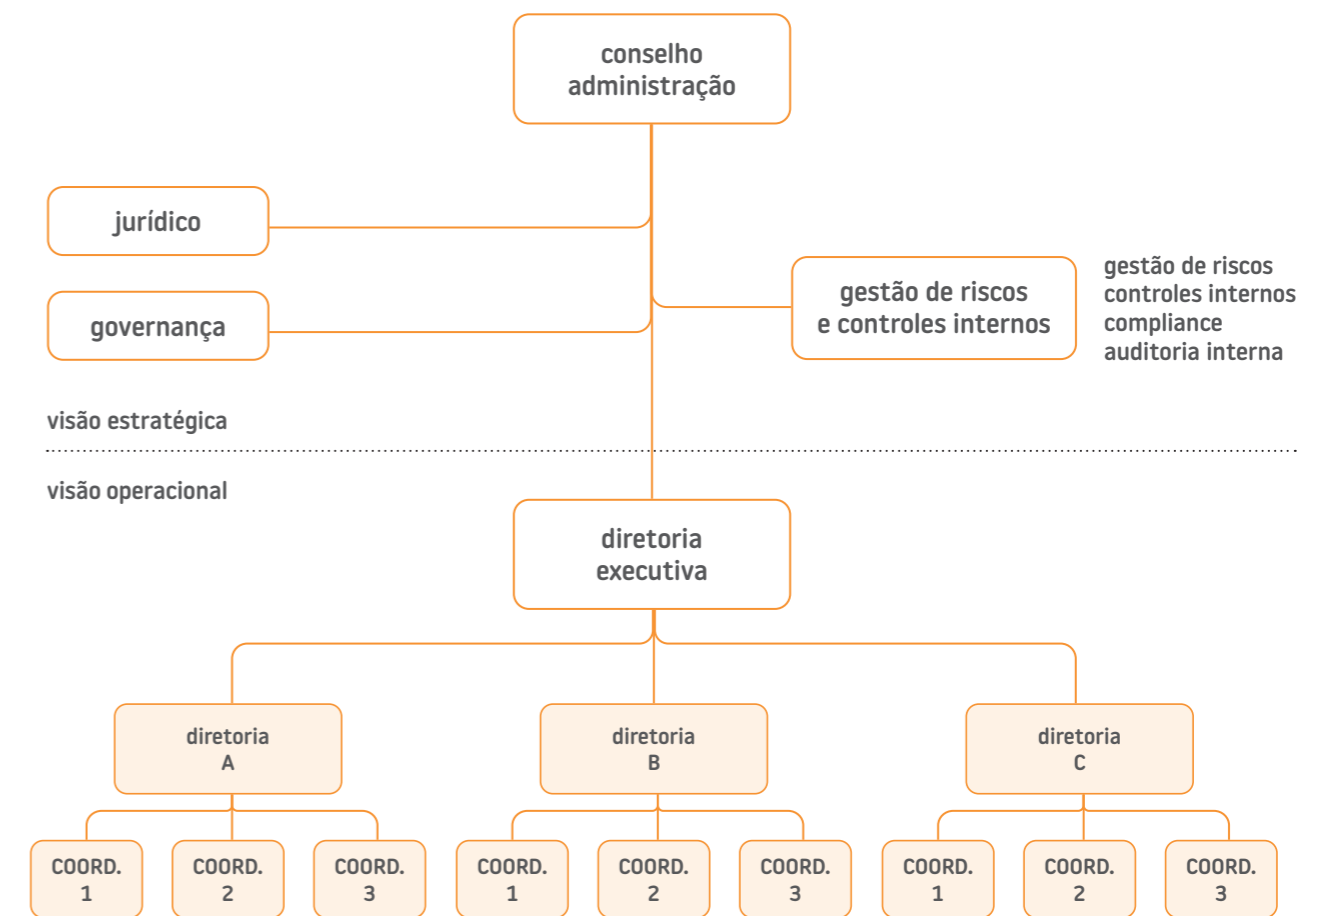 conselho
administração
jurídico
governança
gestão de riscos
e controles internos
gestão de riscos
controles internos
compliance
auditoria interna
visão estratégica
visão operacional
diretoria
executiva
diretoria
A
diretoria
B
diretoria
C
COORD.
1
COORD.
2
COORD.
3
COORD.
1
COORD.
2
COORD.
3
COORD.
1
COORD.
2
COORD.
3